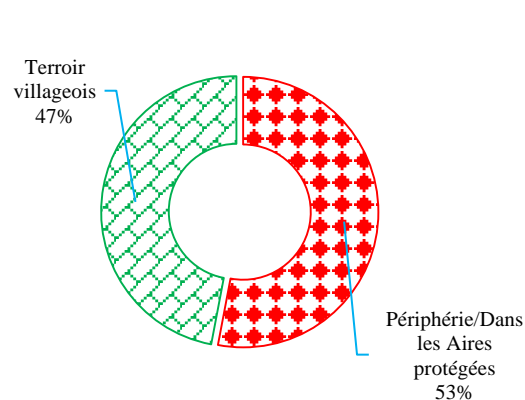 Terroir
villageois
47%
Périphérie/Dans
les Aires
protégées
53%